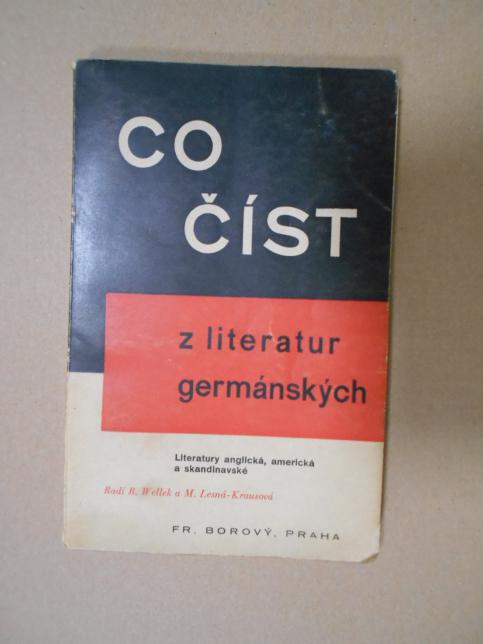 CO
ČÍST
z literatur
germánských
Literatury anglická, americká
a skandinavské
Radí R. Wellek a M. Lesná-Krausová
FR. BOROVÝ, PRAHA